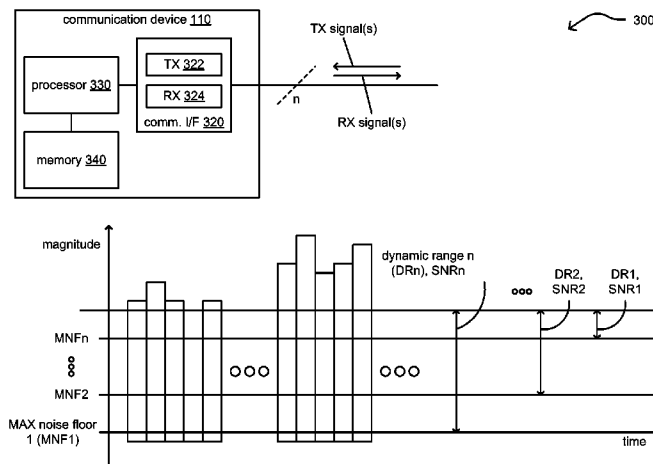 communication device 110
processor 330
memory 340
TX 322
RX 324
comm. I/F 320
n
TX signal(s)
RX signal(s)
300
magnitude
dynamic range n
(DRn), SNRn
DR2,
SNR2
DR1,
SNR1
MNFn
MNF2
MAX noise floor
1 (MNF1)
time